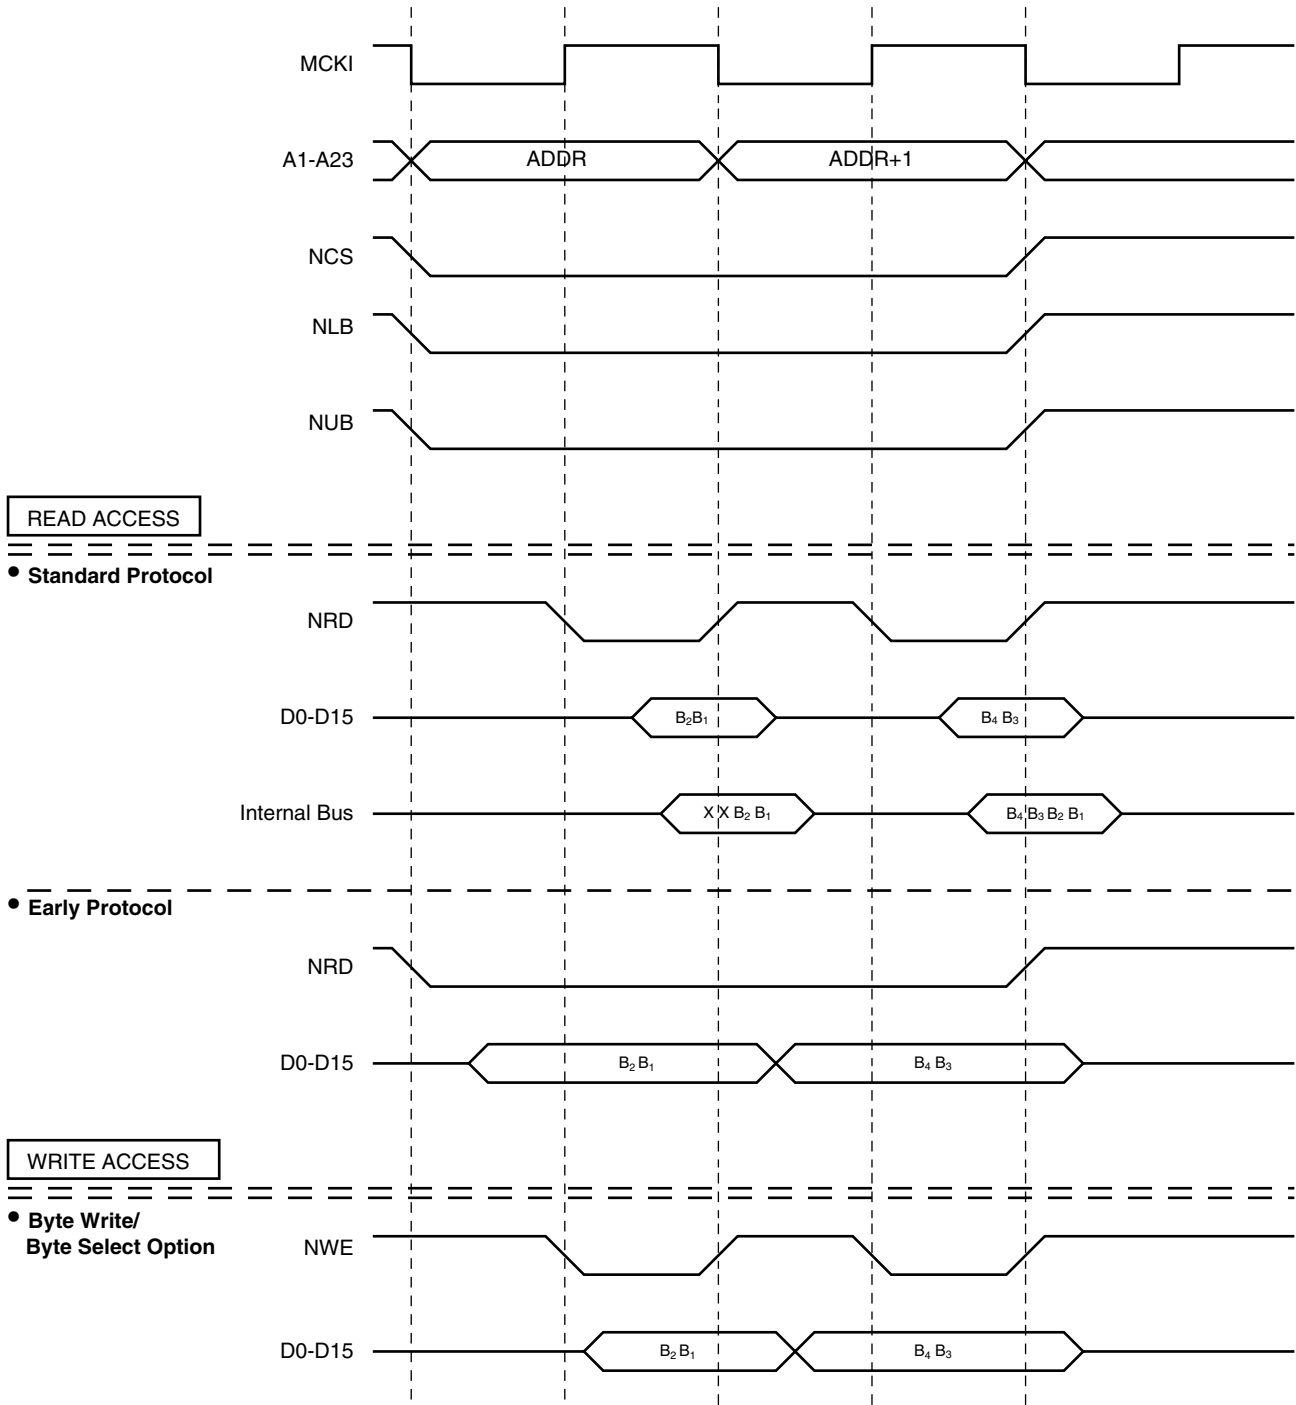 MCKI
A1-A23 ADDR ADDR+1
NCS
NLB
NUB
READ ACCESS
• Standard Protocol
NRD
D0-D15 B₂B₁ B₄ B₃
Internal Bus X X B₂ B₁ B₄ B₃ B₂ B₁
• Early Protocol
NRD
D0-D15 B₂ B₁ B₄ B₃
WRITE ACCESS
• Byte Write/
Byte Select Option NWE
D0-D15 B₂ B₁ B₄ B₃